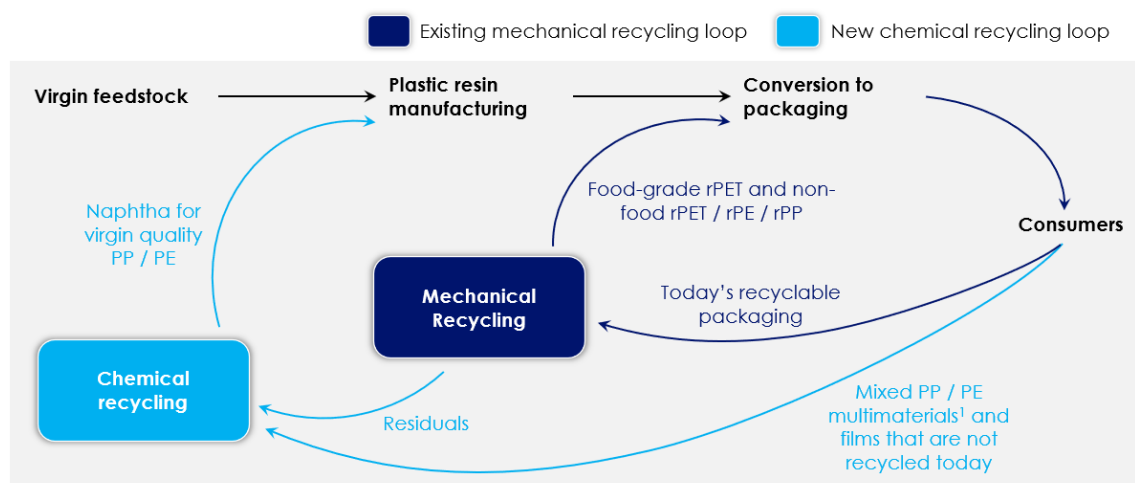 Existing mechanical recycling loop
New chemical recycling loop
Virgin feedstock
Plastic resin
manufacturing
Conversion to
packaging
Food-grade rPET and non-
food rPET / rPE / rPP
Naphtha for
virgin quality
PP / PE
Consumers
Mechanical
Recycling
Today’s recyclable
packaging
Chemical
recycling
Residuals
Mixed PP / PE
multimaterials¹ and
films that are not
recycled today